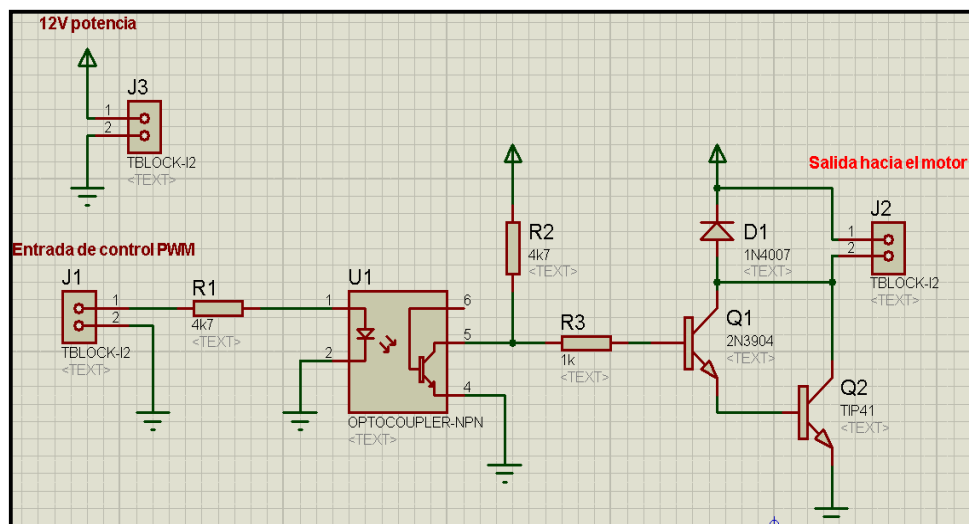 12V potencia
J3
1
2
TBLOCK-I2
<TEXT>
Entrada de control PWM
J1
1
2
TBLOCK-I2
<TEXT>
R1
4k7
<TEXT>
U1
1
2
6
5
4
OPTOCOUPLER-NPN
<TEXT>
R2
4k7
<TEXT>
R3
1k
<TEXT>
D1
1N4007
<TEXT>
Q1
2N3904
<TEXT>
Q2
TIP41
<TEXT>
Salida hacia el motor
J2
1
2
TBLOCK-I2
<TEXT>